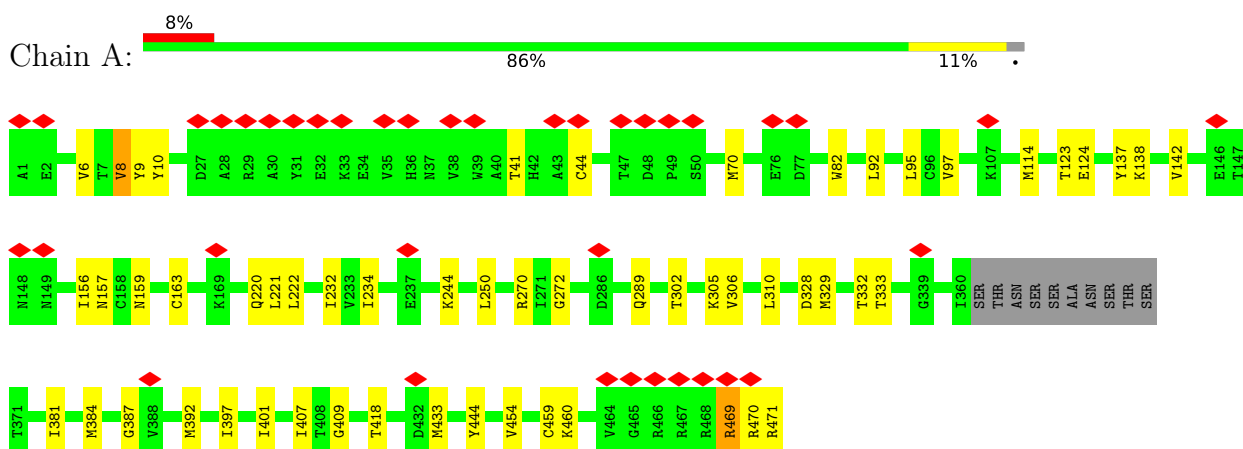 8%
Chain A:
86% 11% •
A1 E2 V6 T7 V8 Y9 Y10 D27 A28 R29 A30 Y31 E32 K33 E34 V35 H36 N37 V38 W39 A40 T41 H42 A43 C44 T47 D48 P49 S50 M70 E76 D77 W82 L92 L95 C96 V97 K107 M114 T123 E124 Y137 K138 V142 E146 T147
N148 N149 I156 N157 C158 N159 C163 K169 Q220 L221 L222 I232 V233 I234 E237 K244 L250 R270 I271 G272 D286 Q289 T302 K305 V306 L310 D328 M329 T332 T333 G339 I360 SER THR ASN SER SER ALA ASN SER THR SER
T371 I381 M384 G387 V388 M392 I397 I401 I407 T408 G409 T418 D432 M433 Y444 V454 C459 K460 V464 G465 R466 R467 R468 R469 R470 R471